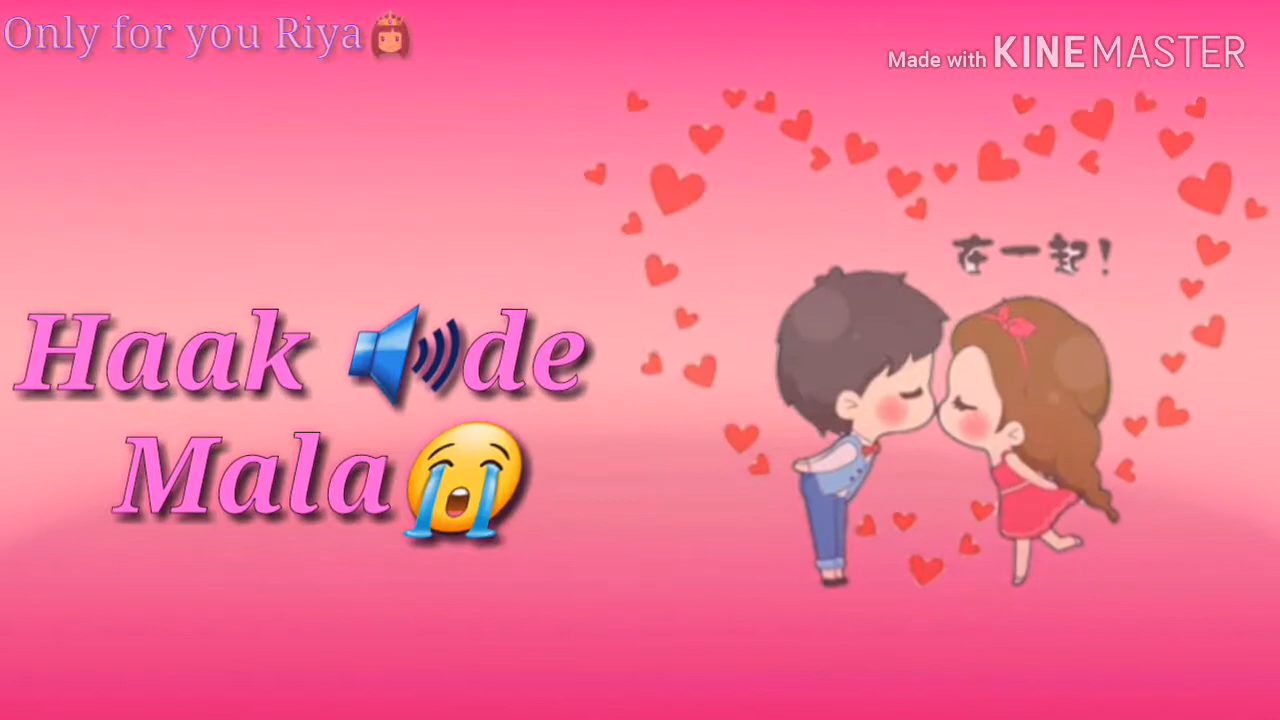 Only for you Riya👸
Made with KINEMASTER
在一起!
Haak 🔊de
Mala😭